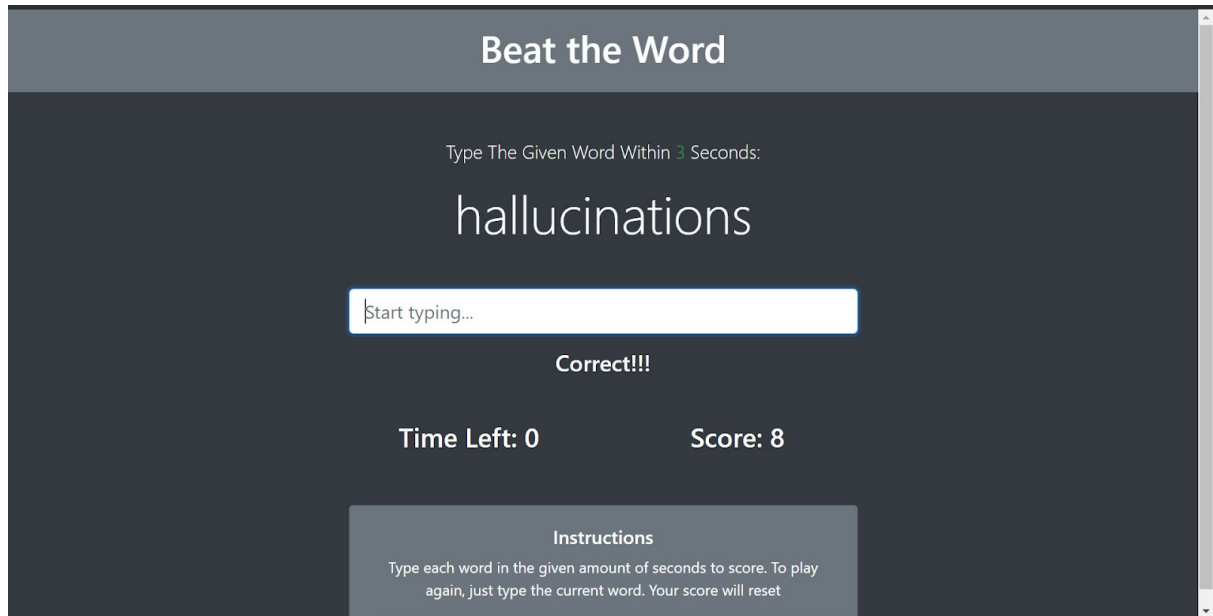 Beat the Word
Type The Given Word Within 3 Seconds:
hallucinations
Start typing...
Correct!!!
Time Left: 0 Score: 8
Instructions
Type each word in the given amount of seconds to score. To play
again, just type the current word. Your score will reset